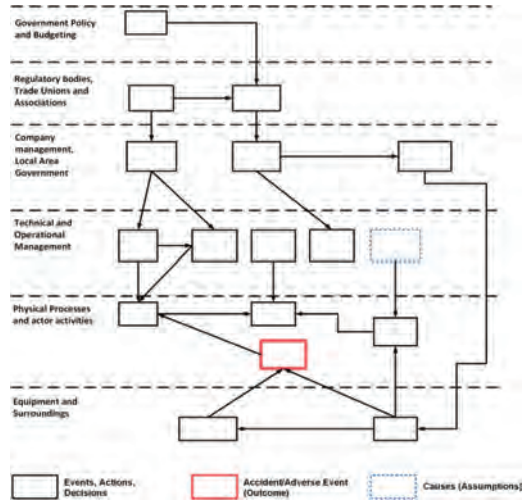 Government Policy
and Budgeting
Regulatory bodies,
Trade Unions and
Associations
Company
management,
Local Area
Government
Technical and
Operational
Management
Physical Processes
and actor activities
Equipment and
Surroundings
Events, Actions,
Decisions
Accident/Adverse Event
(Outcome)
Causes (Assumptions)